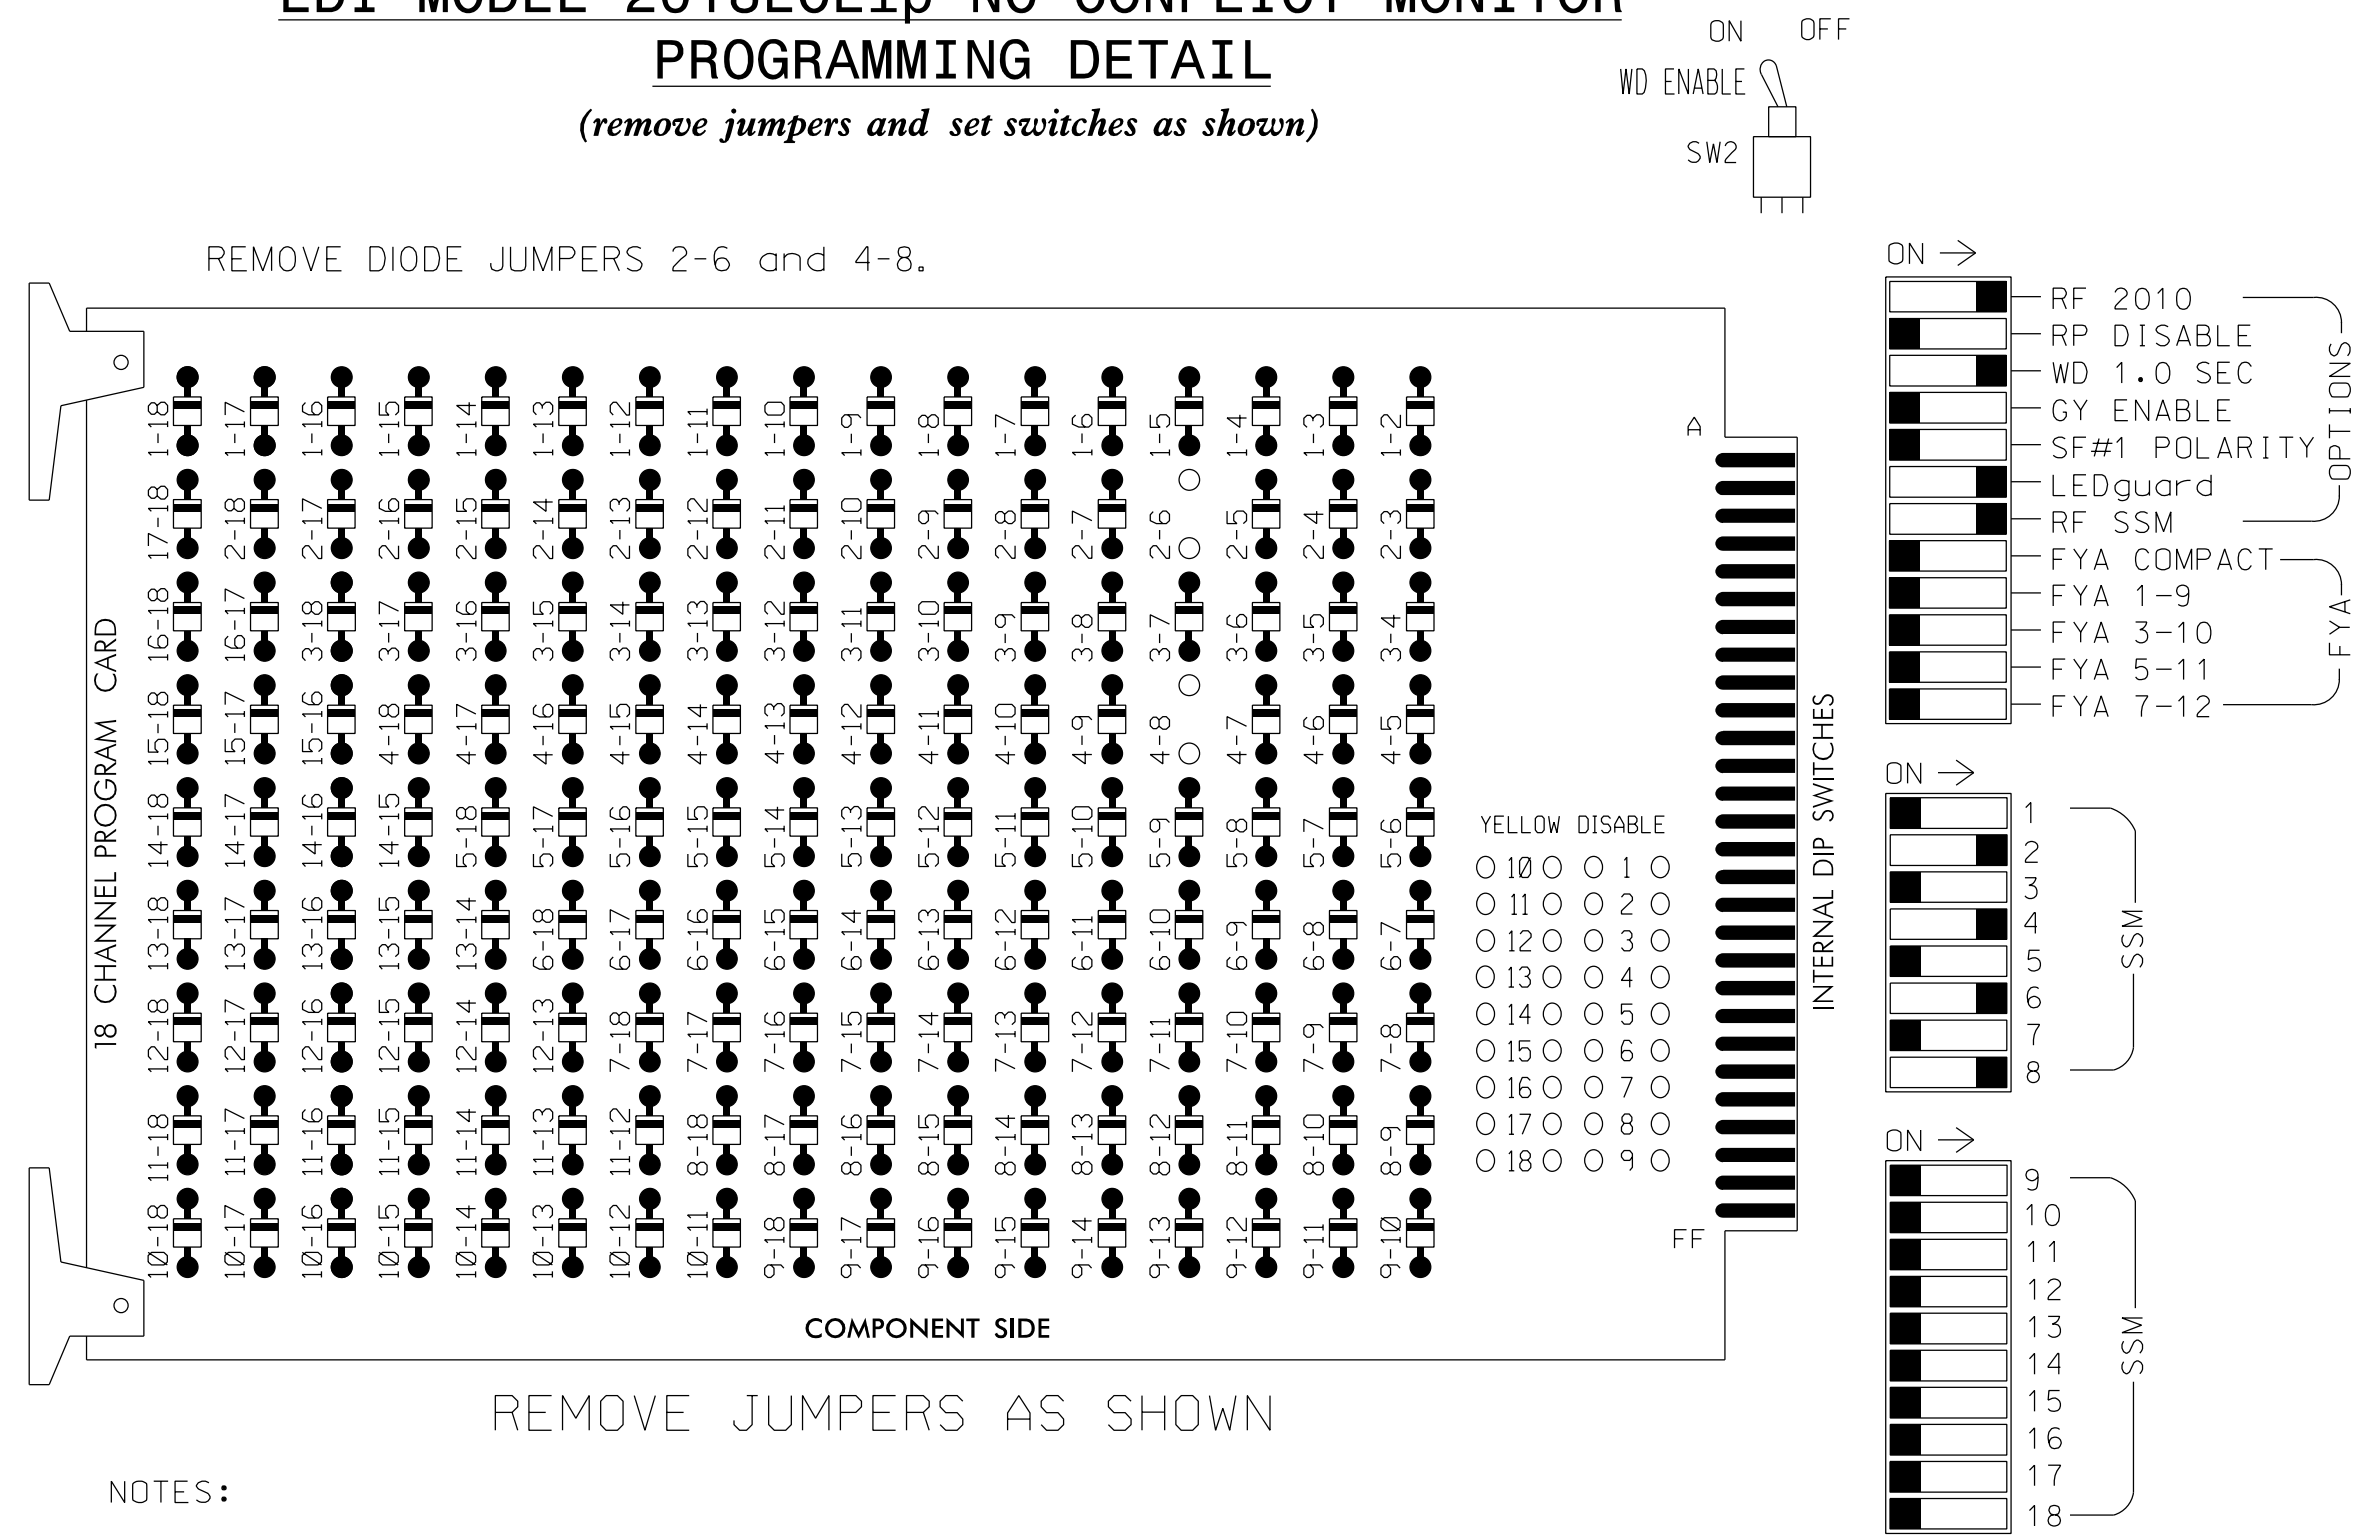 PROGRAMMING DETAIL
(remove jumpers and set switches as shown)
ON OFF
WD ENABLE
SW2
REMOVE DIODE JUMPERS 2-6 and 4-8.
18 CHANNEL PROGRAM CARD
1-18 1-17 1-16 1-15 1-14 1-13 1-12 1-11 1-10 1-9 1-8 1-7 1-6 1-5 1-4 1-3 1-2
17-18 2-18 2-17 2-16 2-15 2-14 2-13 2-12 2-11 2-10 2-9 2-8 2-7 2-6 2-5 2-4 2-3
16-18 16-17 3-18 3-17 3-16 3-15 3-14 3-13 3-12 3-11 3-10 3-9 3-8 3-7 3-6 3-5 3-4
15-18 15-17 15-16 4-18 4-17 4-16 4-15 4-14 4-13 4-12 4-11 4-10 4-9 4-8 4-7 4-6 4-5
14-18 14-17 14-16 14-15 5-18 5-17 5-16 5-15 5-14 5-13 5-12 5-11 5-10 5-9 5-8 5-7 5-6
13-18 13-17 13-16 13-15 13-14 6-18 6-17 6-16 6-15 6-14 6-13 6-12 6-11 6-10 6-9 6-8 6-7
12-18 12-17 12-16 12-15 12-14 12-13 7-18 7-17 7-16 7-15 7-14 7-13 7-12 7-11 7-10 7-9 7-8
11-18 11-17 11-16 11-15 11-14 11-13 11-12 8-18 8-17 8-16 8-15 8-14 8-13 8-12 8-11 8-10 8-9
10-18 10-17 10-16 10-15 10-14 10-13 10-12 10-11 9-18 9-17 9-16 9-15 9-14 9-13 9-12 9-11 9-10
YELLOW DISABLE
10 1
11 2
12 3
13 4
14 5
15 6
16 7
17 8
18 9
A
FF
COMPONENT SIDE
INTERNAL DIP SWITCHES
ON
RF 2010
RP DISABLE
WD 1.0 SEC
GY ENABLE
SF#1 POLARITY
LEDguard
RF SSM
OPTIONS
FYA COMPACT
FYA 1-9
FYA 3-10
FYA 5-11
FYA 7-12
FYA
ON
1
2
3
4
5
6
7
8
SSM
ON
9
10
11
12
13
14
15
16
17
18
SSM
REMOVE JUMPERS AS SHOWN
NOTES: